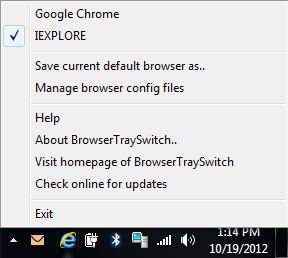 Google Chrome
IEXPLORE
Save current default browser as..
Manage browser config files
Help
About BrowserTraySwitch..
Visit homepage of BrowserTraySwitch
Check online for updates
Exit
1:14 PM
10/19/2012